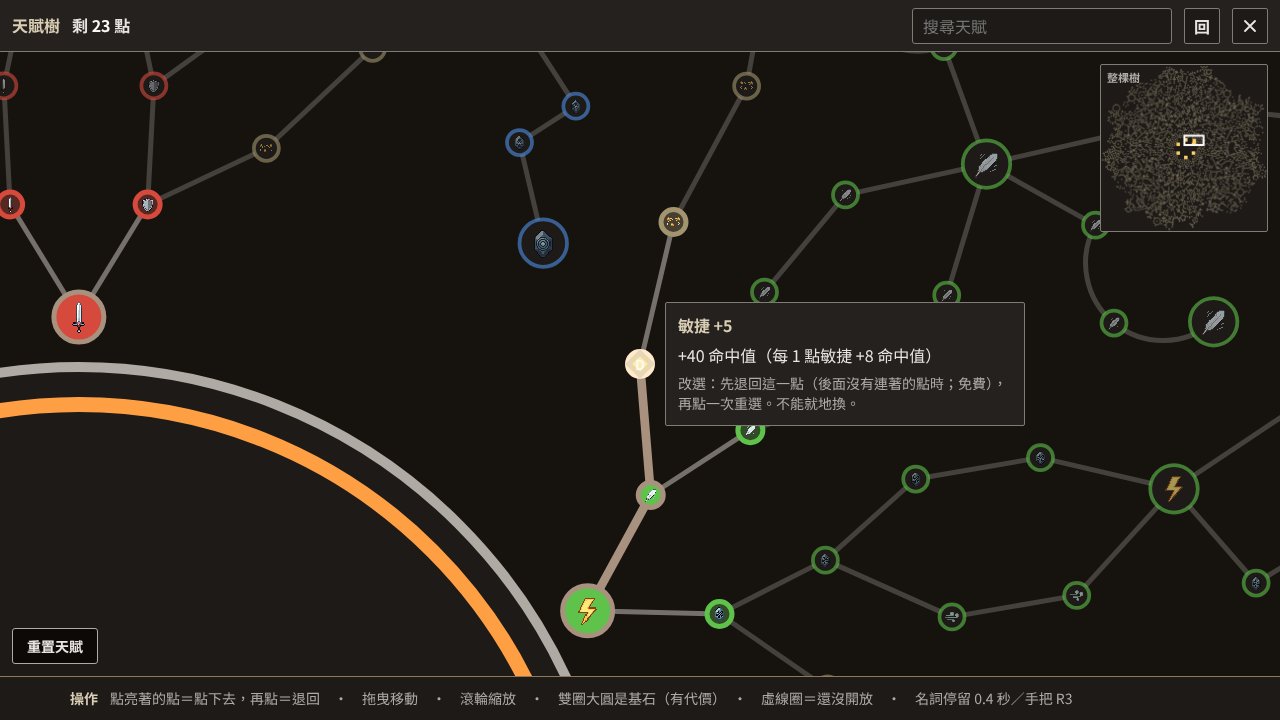 天賦樹 剩 23 點
搜尋天賦
回
✕
整棵樹
敏捷 +5
+40 命中值（每 1 點敏捷 +8 命中值）
改選：先退回這一點（後面沒有連著的點時；免費），
再點一次重選。不能就地換。
重置天賦
操作 點亮著的點＝點下去，再點＝退回 • 拖曳移動 • 滾輪縮放 • 雙圈大圓是基石（有代價） • 虛線圈＝還沒開放 • 名詞停留 0.4 秒／手把 R3